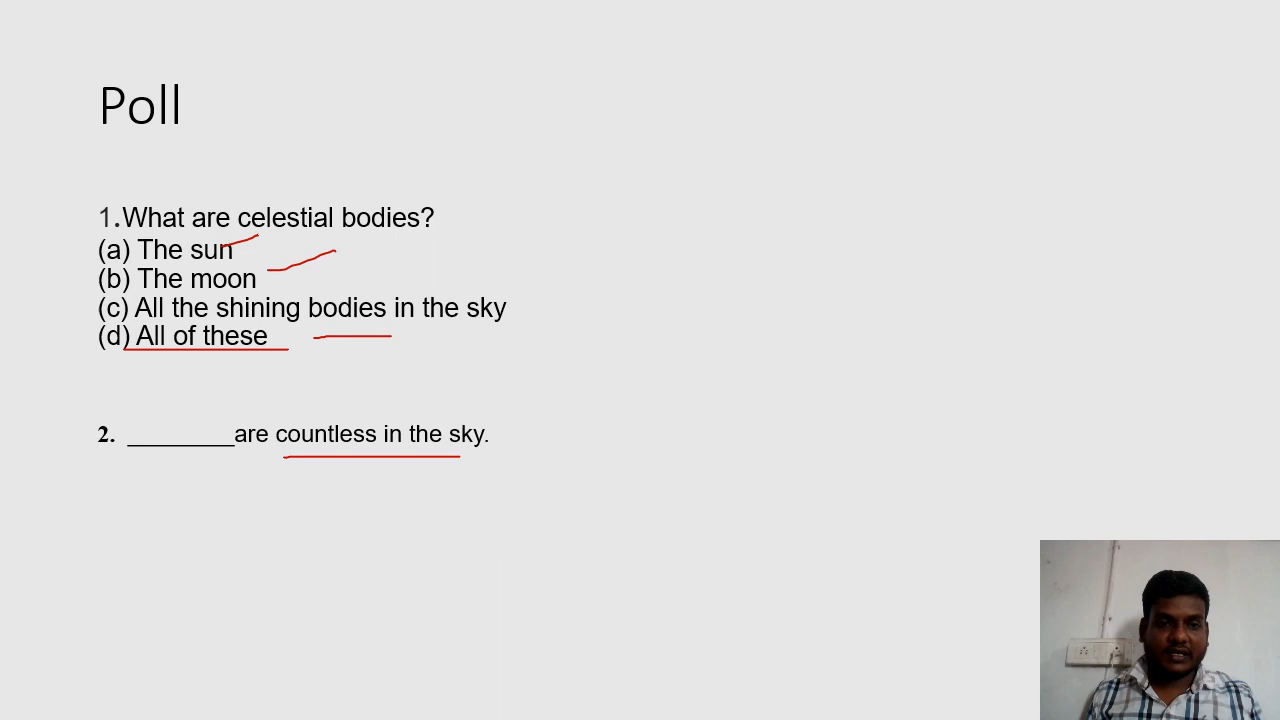 Poll
1.What are celestial bodies?
(a) The sun
(b) The moon
(c) All the shining bodies in the sky
(d) All of these
2. ________are countless in the sky.